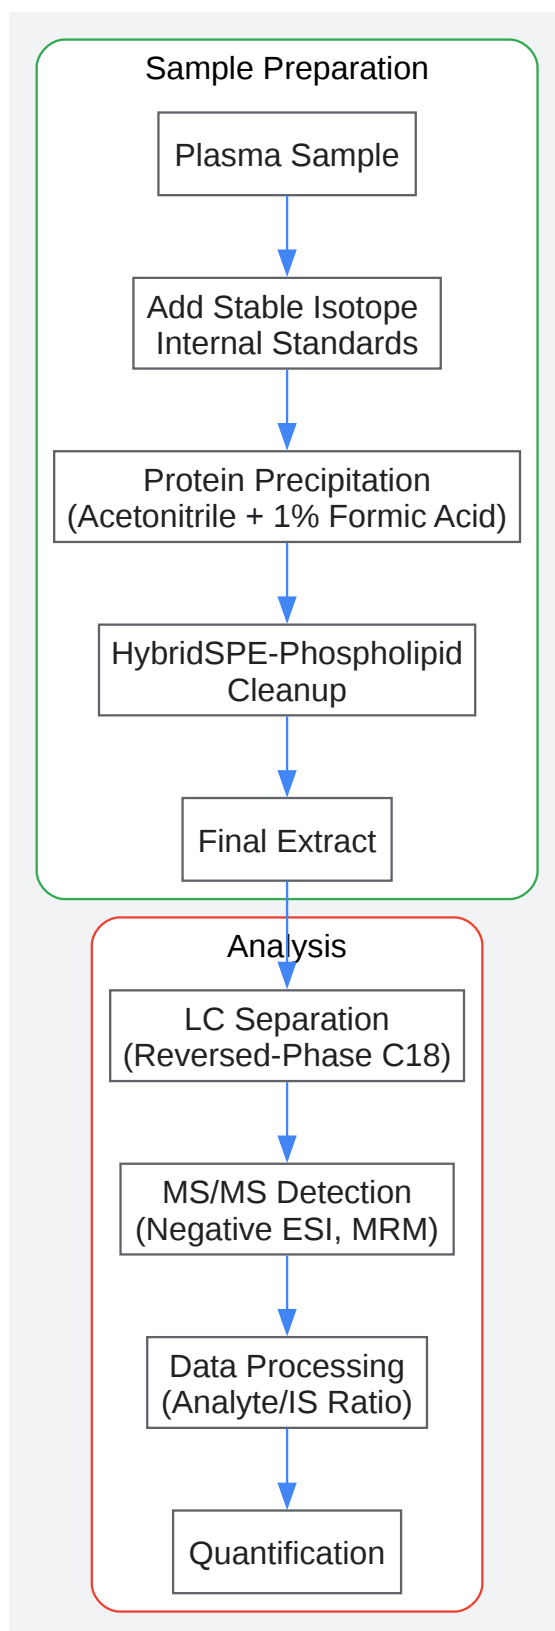 Sample Preparation
Plasma Sample
Add Stable Isotope
Internal Standards
Protein Precipitation
(Acetonitrile + 1% Formic Acid)
HybridSPE-Phospholipid
Cleanup
Final Extract
Analysis
LC Separation
(Reversed-Phase C18)
MS/MS Detection
(Negative ESI, MRM)
Data Processing
(Analyte/IS Ratio)
Quantification